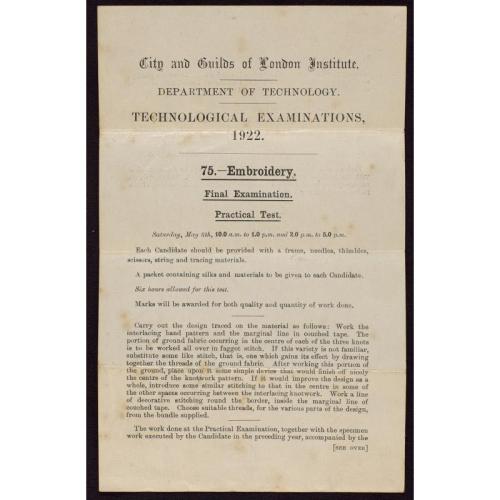 City and Guilds of London Institute.
DEPARTMENT OF TECHNOLOGY.
TECHNOLOGICAL EXAMINATIONS,
1922.
75.—Embroidery.
Final Examination.
Practical Test.
Saturday, May 6th, 10.0 a.m. to 1.0 p.m. and 2.0 p.m. to 5.0 p.m.
Each Candidate should be provided with a frame, needles, thimbles,
scissors, string and tracing materials.
A packet containing silks and materials to be given to each Candidate.
Six hours allowed for this test.
Marks will be awarded for both quality and quantity of work done.
Carry out the design traced on the material as follows: Work the
interlacing band pattern and the marginal line in couched tape. The
portion of ground fabric occurring in the centre of each of the three knots
is to be worked all over in faggot stitch. If this variety is not familiar,
substitute some like stitch, that is, one which gains its effect by drawing
together the threads of the ground fabric. After working this portion of
the ground, place upon it some simple device that would finish off nicely
the centre of the knotwork pattern. If it would improve the design as a
whole, introduce some similar stitching to that in the centre in some of
the other spaces occurring between the interlacing knotwork. Work a line
of decorative stitching round the border, inside the marginal line of
couched tape. Choose suitable threads, for the various parts of the design,
from the bundle supplied.
The work done at the Practical Examination, together with the specimen
work executed by the Candidate in the preceding year, accompanied by the
[SEE OVER]